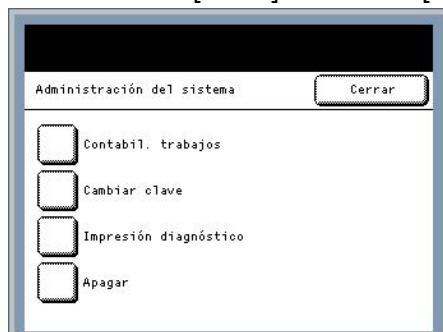 Administración del sistema
Cerrar
Contabil. trabajos
Cambiar clave
Impresión diagnóstico
Apagar